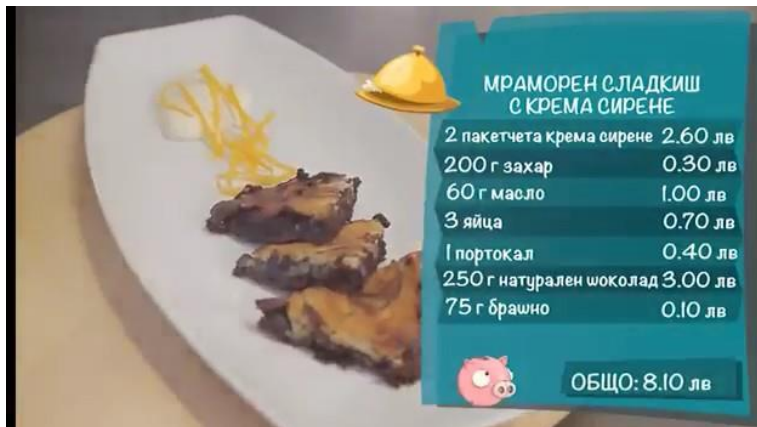 МРАМОРЕН СЛАДКИШ
С КРЕМА СИРЕНЕ
2 пакетчета крема сирене 2.60 лв
200 г захар 0.30 лв
60 г масло 1.00 лв
3 яйца 0.70 лв
1 портокал 0.40 лв
250 г натурален шоколад 3.00 лв
75 г брашно 0.10 лв
ОБЩО: 8.10 лв